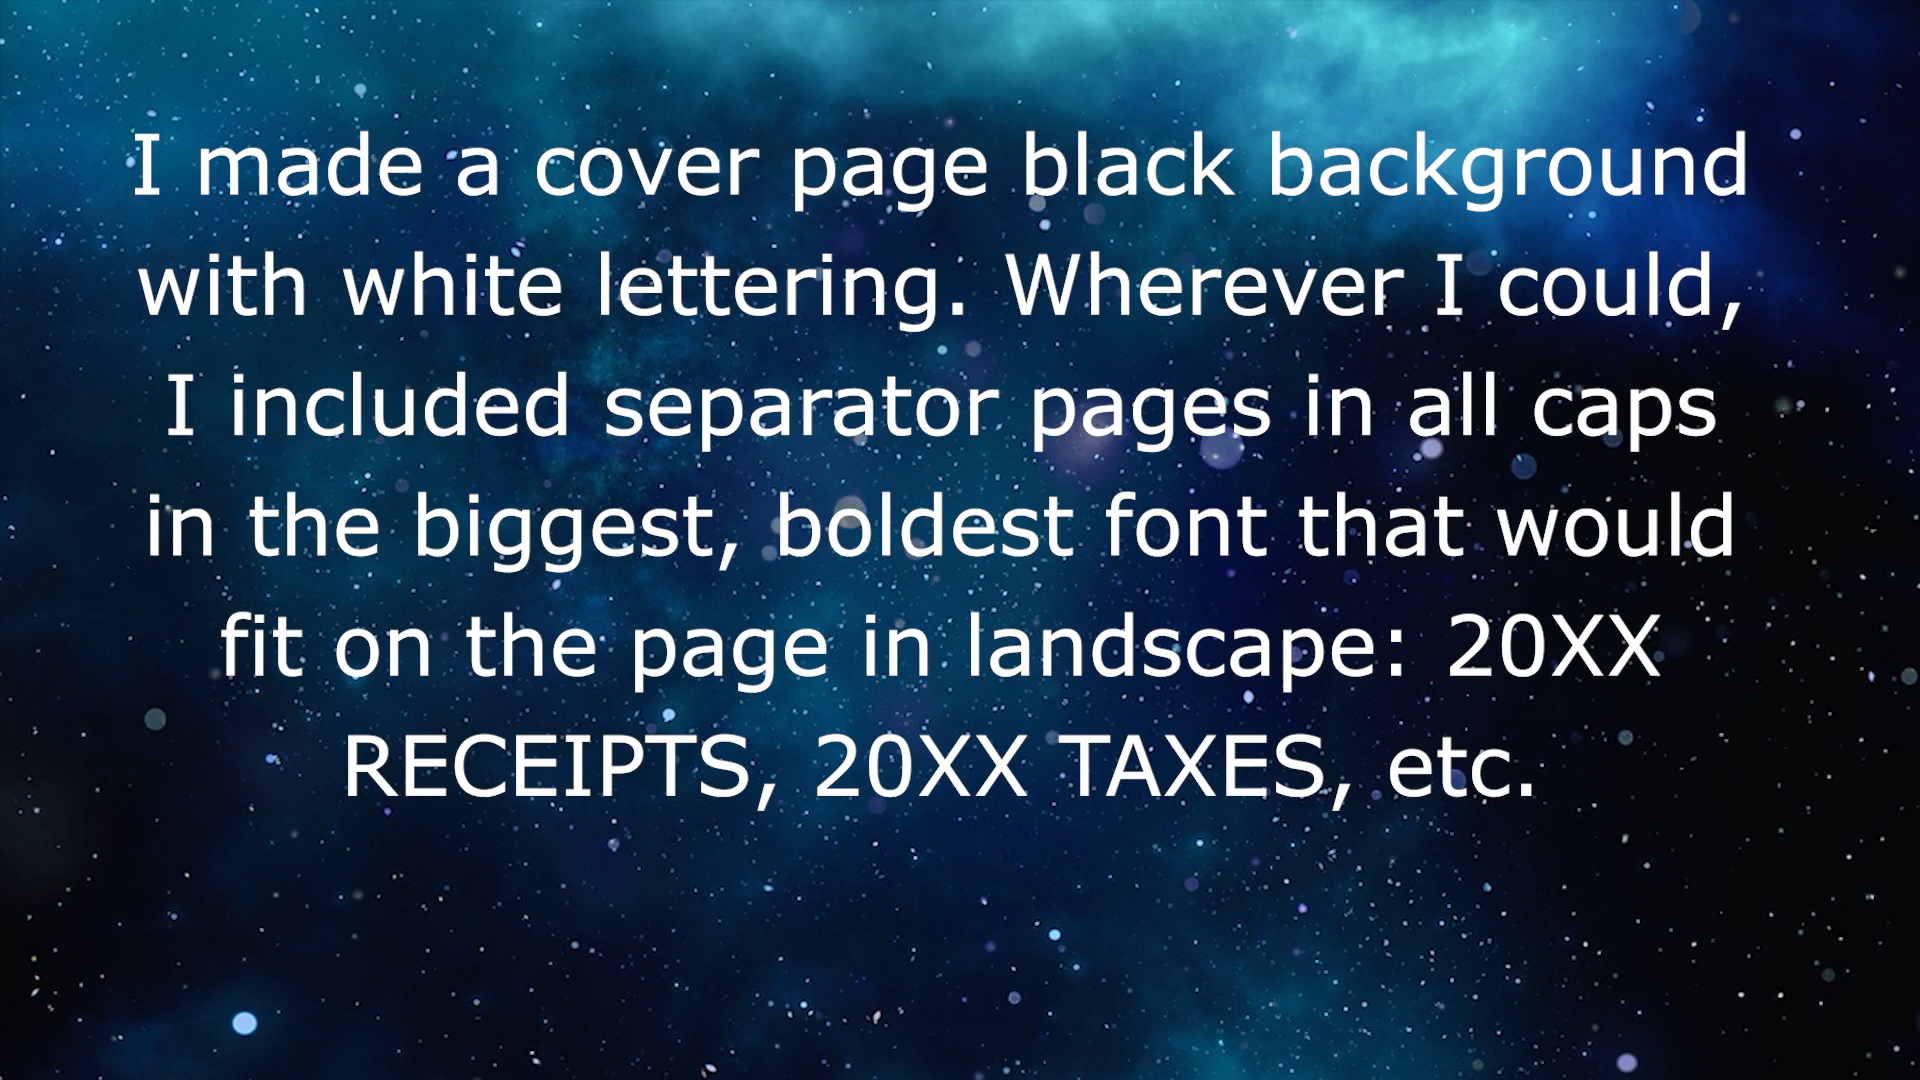 I made a cover page black background
with white lettering. Wherever I could,
I included separator pages in all caps
in the biggest, boldest font that would
fit on the page in landscape: 20XX
RECEIPTS, 20XX TAXES, etc.